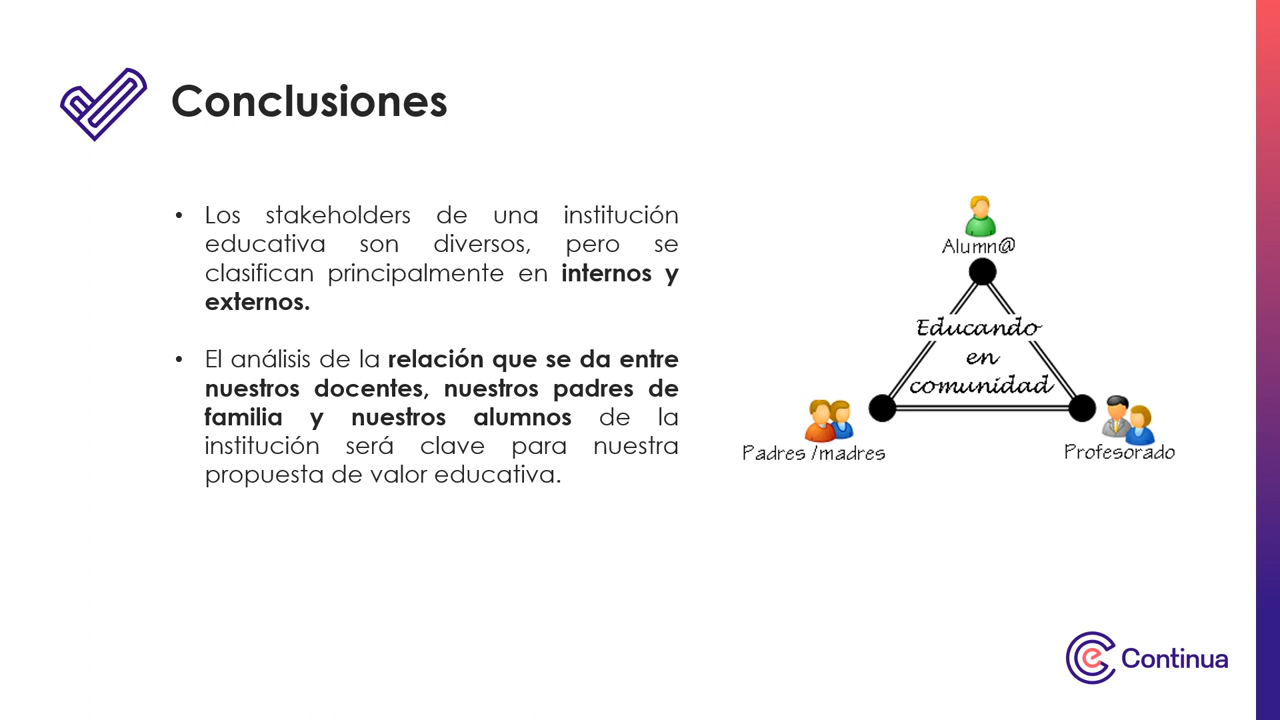 Conclusiones
• Los stakeholders de una institución
educativa son diversos, pero se
clasifican principalmente en internos y
externos.
• El análisis de la relación que se da entre
nuestros docentes, nuestros padres de
familia y nuestros alumnos de la
institución será clave para nuestra
propuesta de valor educativa.
Alumn@
Educando
en
comunidad
Padres /madres
Profesorado
e Continua